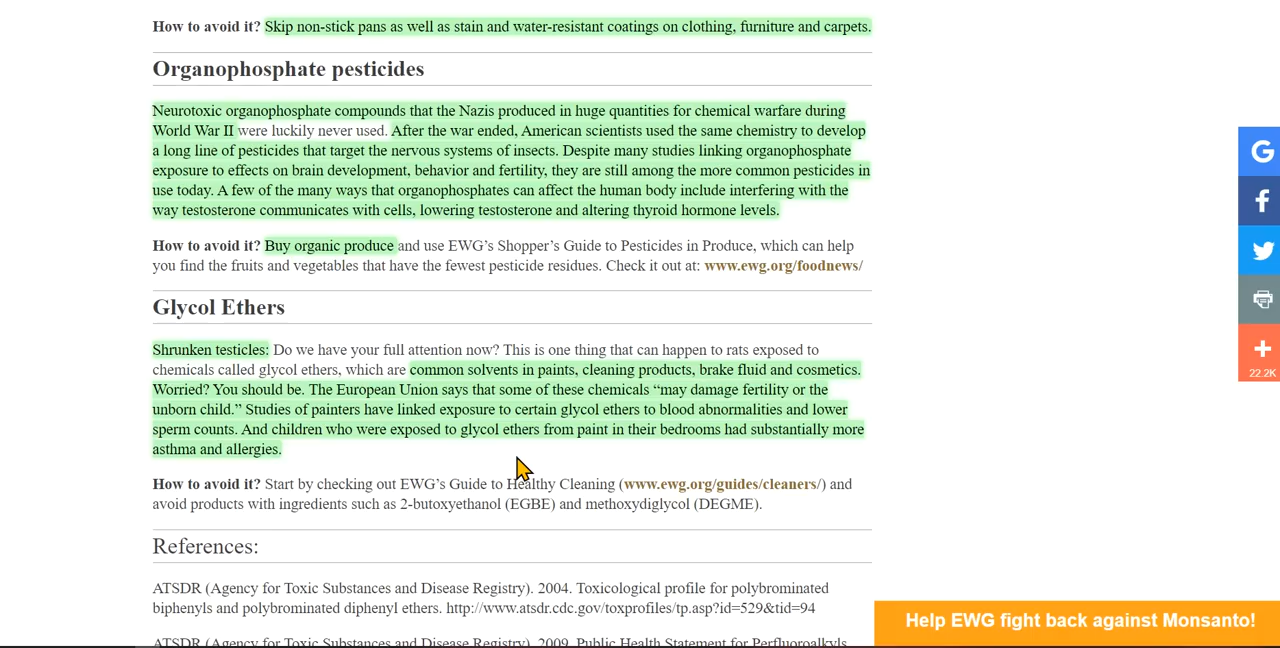 How to avoid it? Skip non-stick pans as well as stain and water-resistant coatings on clothing, furniture and carpets.
Organophosphate pesticides
Neurotoxic organophosphate compounds that the Nazis produced in huge quantities for chemical warfare during
World War II were luckily never used. After the war ended, American scientists used the same chemistry to develop
a long line of pesticides that target the nervous systems of insects. Despite many studies linking organophosphate
exposure to effects on brain development, behavior and fertility, they are still among the more common pesticides in
use today. A few of the many ways that organophosphates can affect the human body include interfering with the
way testosterone communicates with cells, lowering testosterone and altering thyroid hormone levels.
How to avoid it? Buy organic produce and use EWG’s Shopper’s Guide to Pesticides in Produce, which can help
you find the fruits and vegetables that have the fewest pesticide residues. Check it out at: www.ewg.org/foodnews/
Glycol Ethers
Shrunken testicles: Do we have your full attention now? This is one thing that can happen to rats exposed to
chemicals called glycol ethers, which are common solvents in paints, cleaning products, brake fluid and cosmetics.
Worried? You should be. The European Union says that some of these chemicals “may damage fertility or the
unborn child.” Studies of painters have linked exposure to certain glycol ethers to blood abnormalities and lower
sperm counts. And children who were exposed to glycol ethers from paint in their bedrooms had substantially more
asthma and allergies.
How to avoid it? Start by checking out EWG’s Guide to Healthy Cleaning (www.ewg.org/guides/cleaners/) and
avoid products with ingredients such as 2-butoxyethanol (EGBE) and methoxydiglycol (DEGME).
References:
ATSDR (Agency for Toxic Substances and Disease Registry). 2004. Toxicological profile for polybrominated
biphenyls and polybrominated diphenyl ethers. http://www.atsdr.cdc.gov/toxprofiles/tp.asp?id=529&tid=94
ATSDR (Agency for Toxic Substances and Disease Registry). 2009. Public Health Statement for Perfluoroalkyls
22.2K
Help EWG fight back against Monsanto!